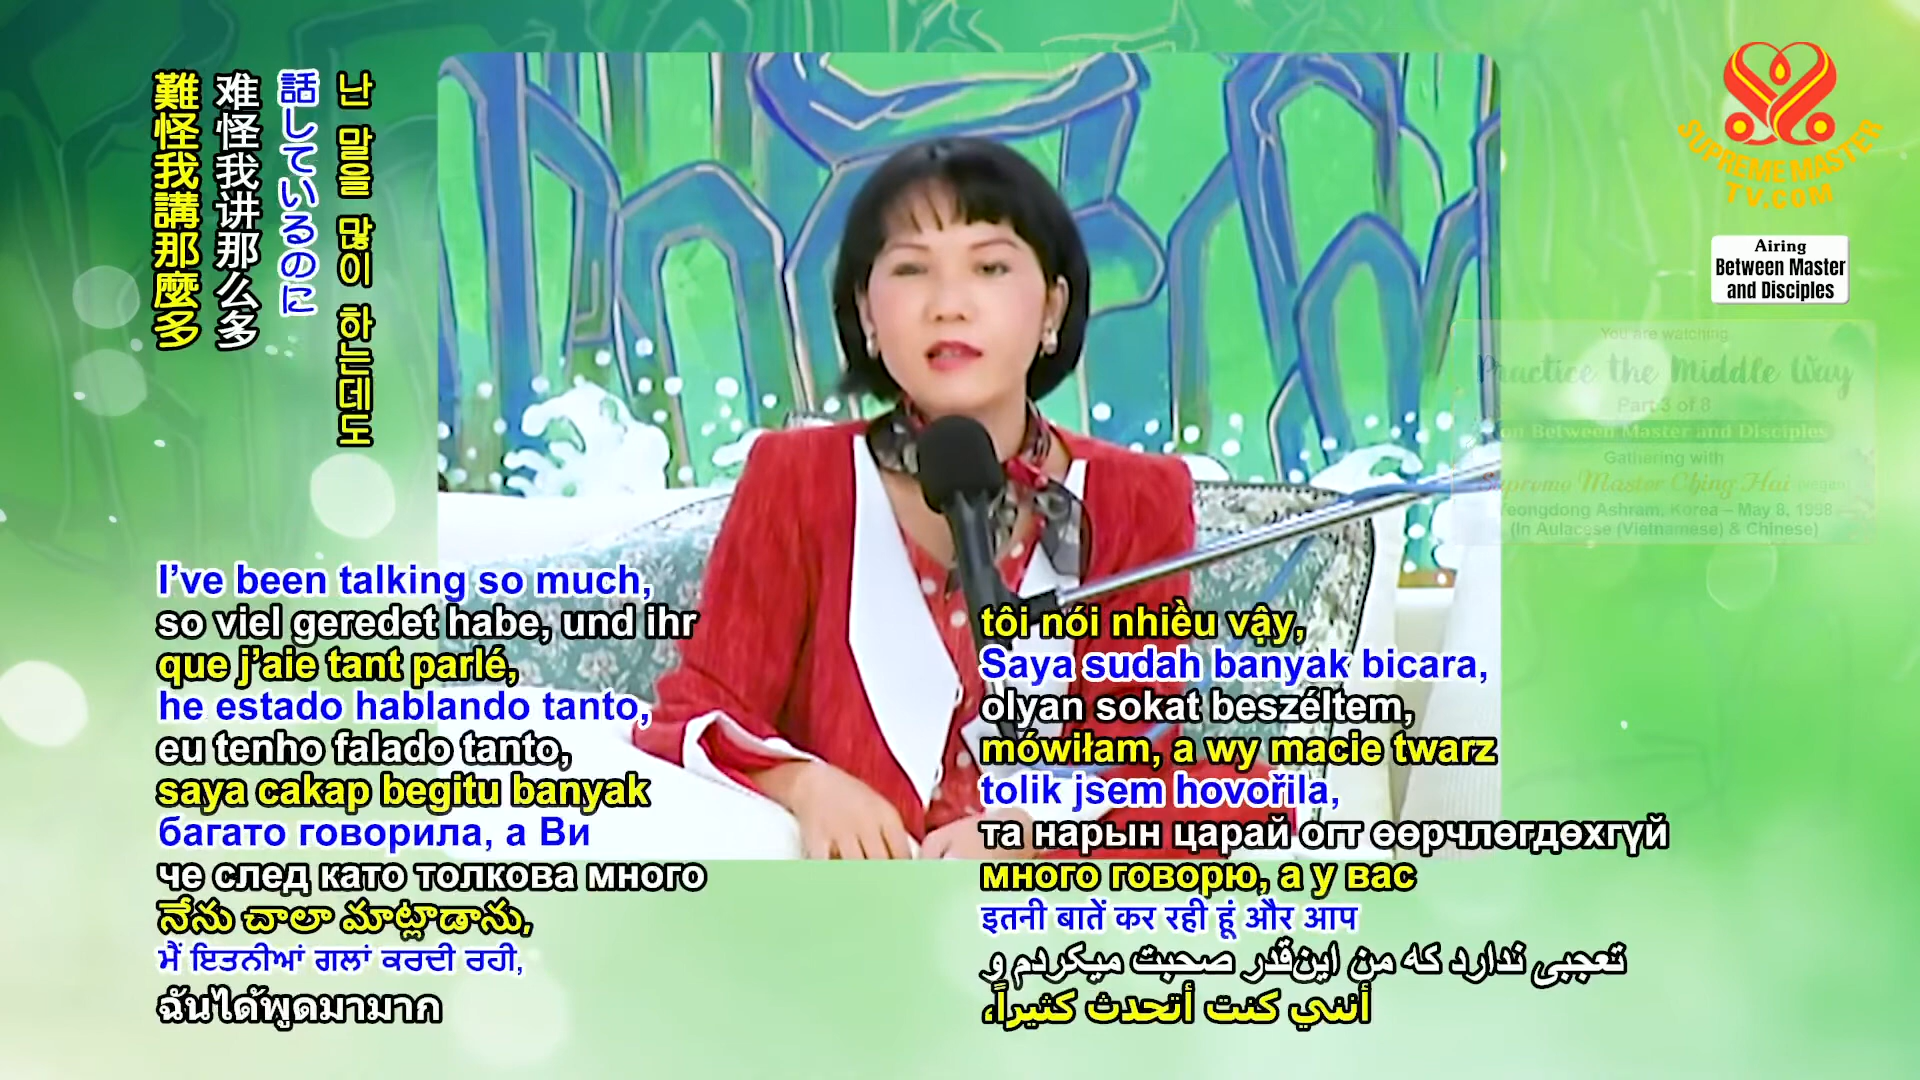 難怪我講那麼多
难怪我讲那么多
話しているのに
난 말을 많이 하는데도
SUPREME MASTER
TV.COM
Airing
Between Master
and Disciples
You are watching
Practice the Middle Way
Part 3 of 8
on Between Master and Disciples
Gathering with
Supreme Master Ching Hai (vegan)
Yeongdong Ashram, Korea – May 8, 1998
(In Aulacese (Vietnamese) & Chinese)
I’ve been talking so much,
so viel geredet habe, und ihr
que j’aie tant parlé,
he estado hablando tanto,
eu tenho falado tanto,
saya cakap begitu banyak
багато говорила, а Ви
че след като толкова много
నేను చాలా మాట్లాడాను,
ਮੈਂ ਇਤਨੀਆਂ ਗਲਾਂ ਕਰਦੀ ਰਹੀ,
ฉันได้พูดมามาก
tôi nói nhiều vậy,
Saya sudah banyak bicara,
olyan sokat beszéltem,
mówiłam, a wy macie twarz
tolik jsem hovořila,
та нарын царай огт өөрчлөгдөхгүй
много говорю, а у вас
इतनी बातें कर रही हूं और आप
تعجبی ندارد که من این‌قدر صحبت میکردم و
أنني كنت أتحدث كثيراً،